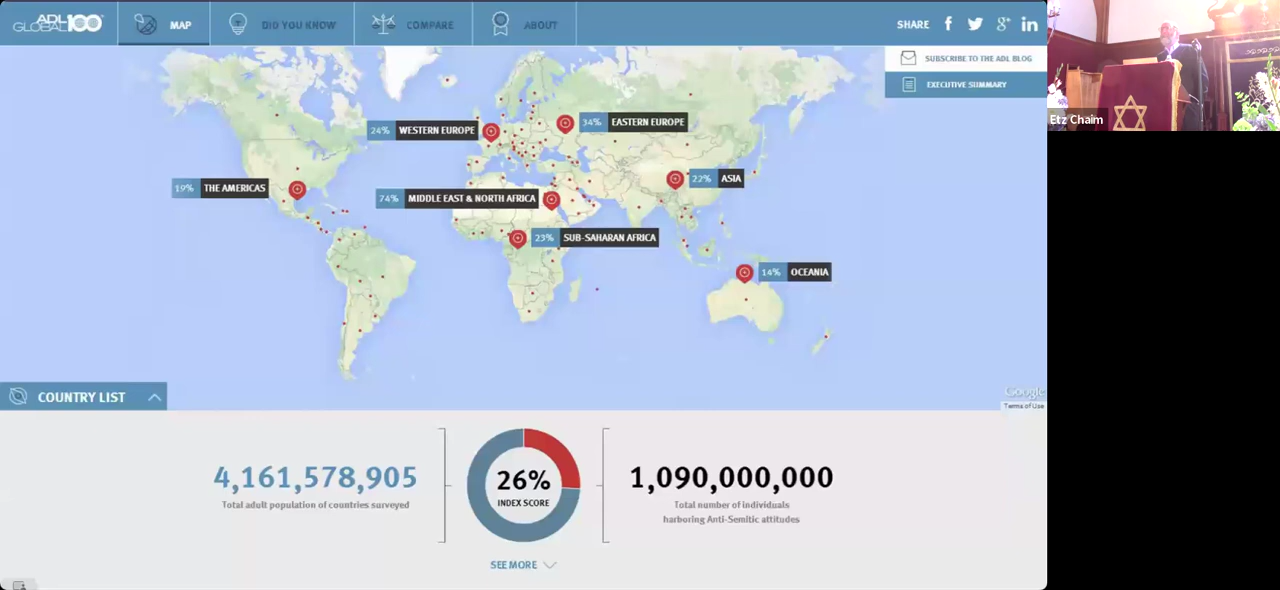 ADL
GLOBAL100
MAP
DID YOU KNOW
COMPARE
ABOUT
SHARE
SUBSCRIBE TO THE ADL BLOG
EXECUTIVE SUMMARY
Etz Chaim
24% WESTERN EUROPE
34% EASTERN EUROPE
22% ASIA
19% THE AMERICAS
74% MIDDLE EAST & NORTH AFRICA
23% SUB-SAHARAN AFRICA
14% OCEANIA
Google
Terms of Use
COUNTRY LIST
4,161,578,905
Total adult population of countries surveyed
26%
INDEX SCORE
1,090,000,000
Total number of individuals
harboring Anti-Semitic attitudes
SEE MORE